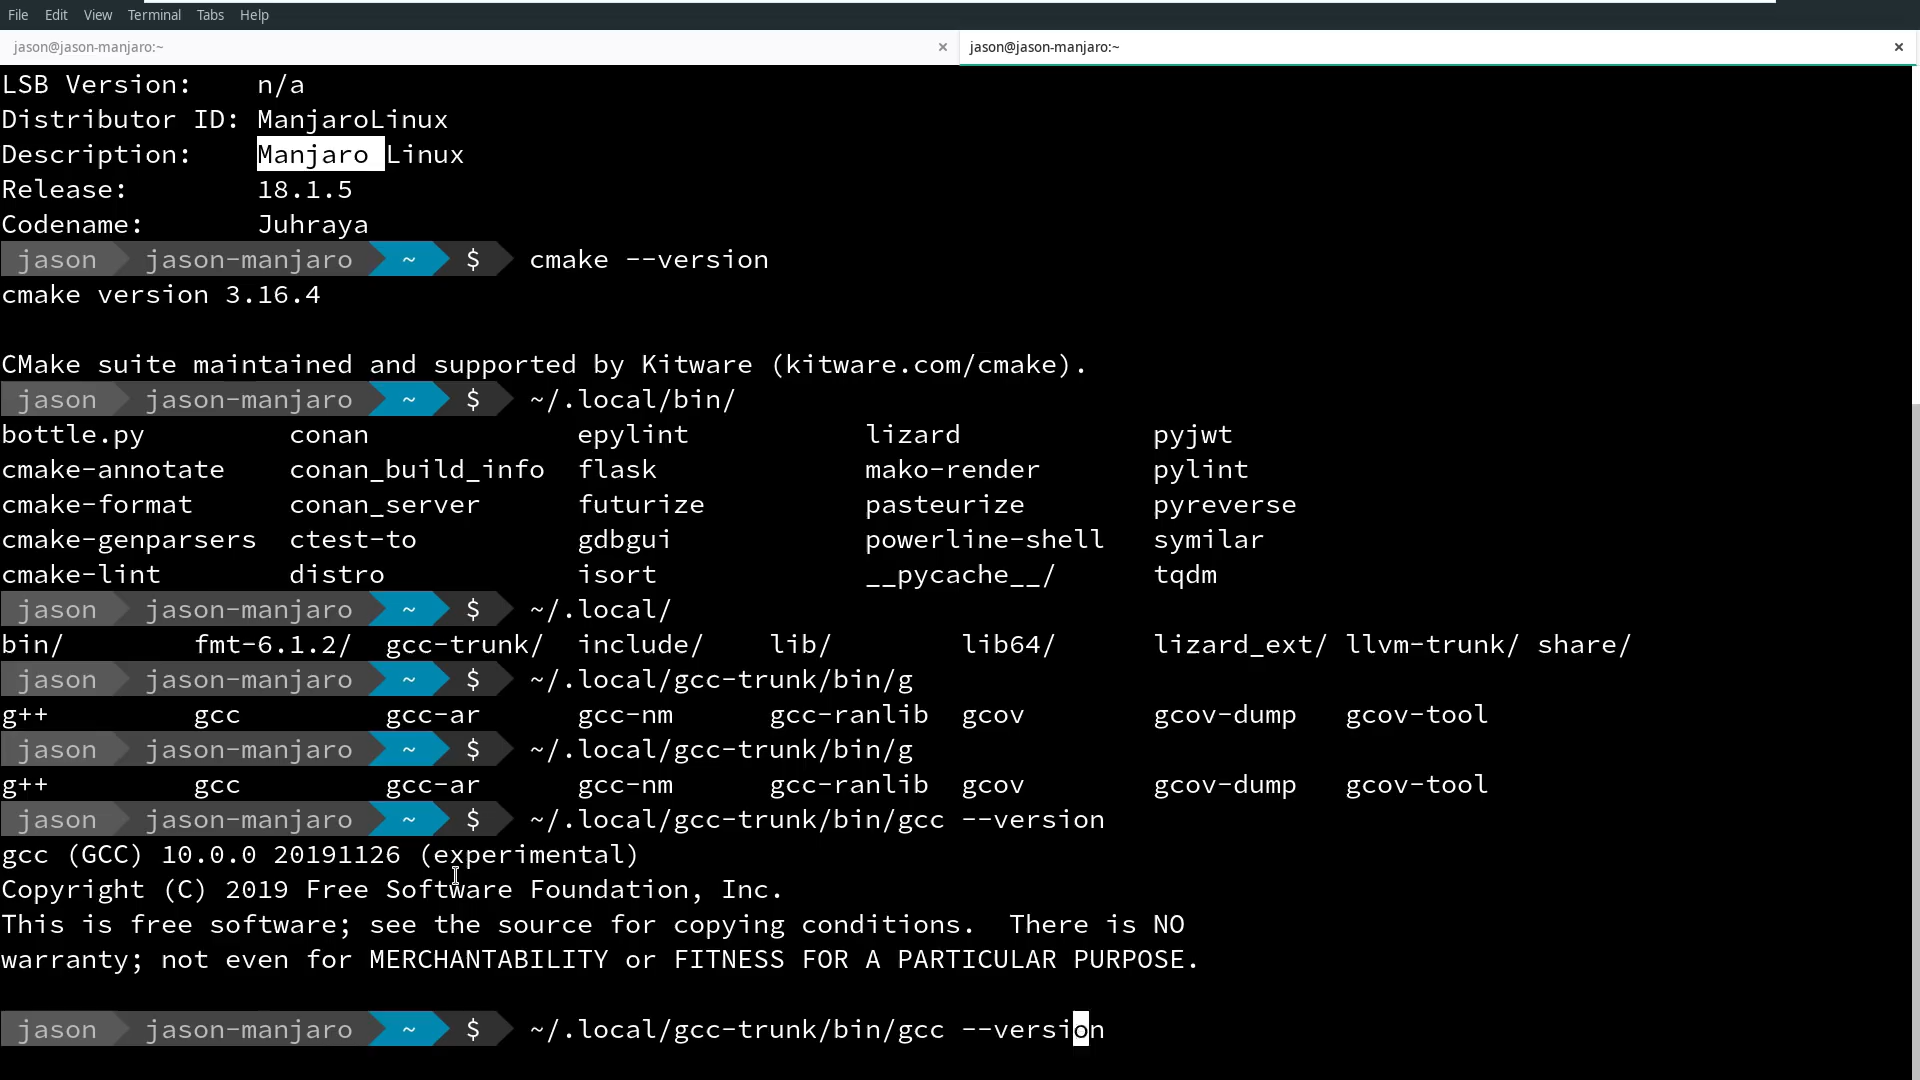 File Edit View Terminal Tabs Help
jason@jason-manjaro:~ × jason@jason-manjaro:~ ×
LSB Version:    n/a
Distributor ID: ManjaroLinux
Description:    Manjaro Linux
Release:        18.1.5
Codename:       Juhraya
jason jason-manjaro ~ $ cmake --version
cmake version 3.16.4
CMake suite maintained and supported by Kitware (kitware.com/cmake).
jason jason-manjaro ~ $ ~/.local/bin/
bottle.py         conan             epylint           lizard            pyjwt
cmake-annotate    conan_build_info  flask             mako-render       pylint
cmake-format      conan_server      futurize          pasteurize        pyreverse
cmake-genparsers  ctest-to          gdbgui            powerline-shell   symilar
cmake-lint        distro            isort             __pycache__/      tqdm
jason jason-manjaro ~ $ ~/.local/
bin/        fmt-6.1.2/  gcc-trunk/  include/    lib/        lib64/      lizard_ext/ llvm-trunk/ share/
jason jason-manjaro ~ $ ~/.local/gcc-trunk/bin/g
g++         gcc         gcc-ar      gcc-nm      gcc-ranlib  gcov        gcov-dump   gcov-tool
jason jason-manjaro ~ $ ~/.local/gcc-trunk/bin/g
g++         gcc         gcc-ar      gcc-nm      gcc-ranlib  gcov        gcov-dump   gcov-tool
jason jason-manjaro ~ $ ~/.local/gcc-trunk/bin/gcc --version
gcc (GCC) 10.0.0 20191126 (experimental)
Copyright (C) 2019 Free Software Foundation, Inc.
This is free software; see the source for copying conditions.  There is NO
warranty; not even for MERCHANTABILITY or FITNESS FOR A PARTICULAR PURPOSE.
jason jason-manjaro ~ $ ~/.local/gcc-trunk/bin/gcc --version